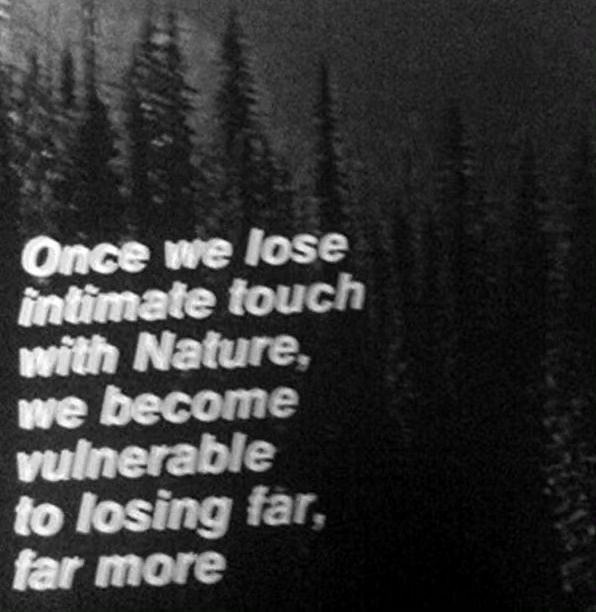 Once we lose
intimate touch
with Nature,
we become
vulnerable
to losing far,
far more